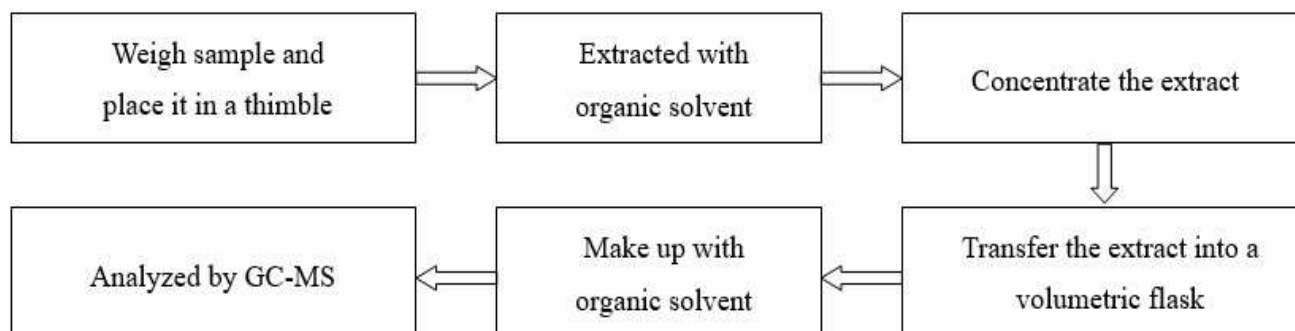 Weigh sample and
place it in a thimble
Extracted with
organic solvent
Concentrate the extract
Transfer the extract into a
volumetric flask
Make up with
organic solvent
Analyzed by GC-MS